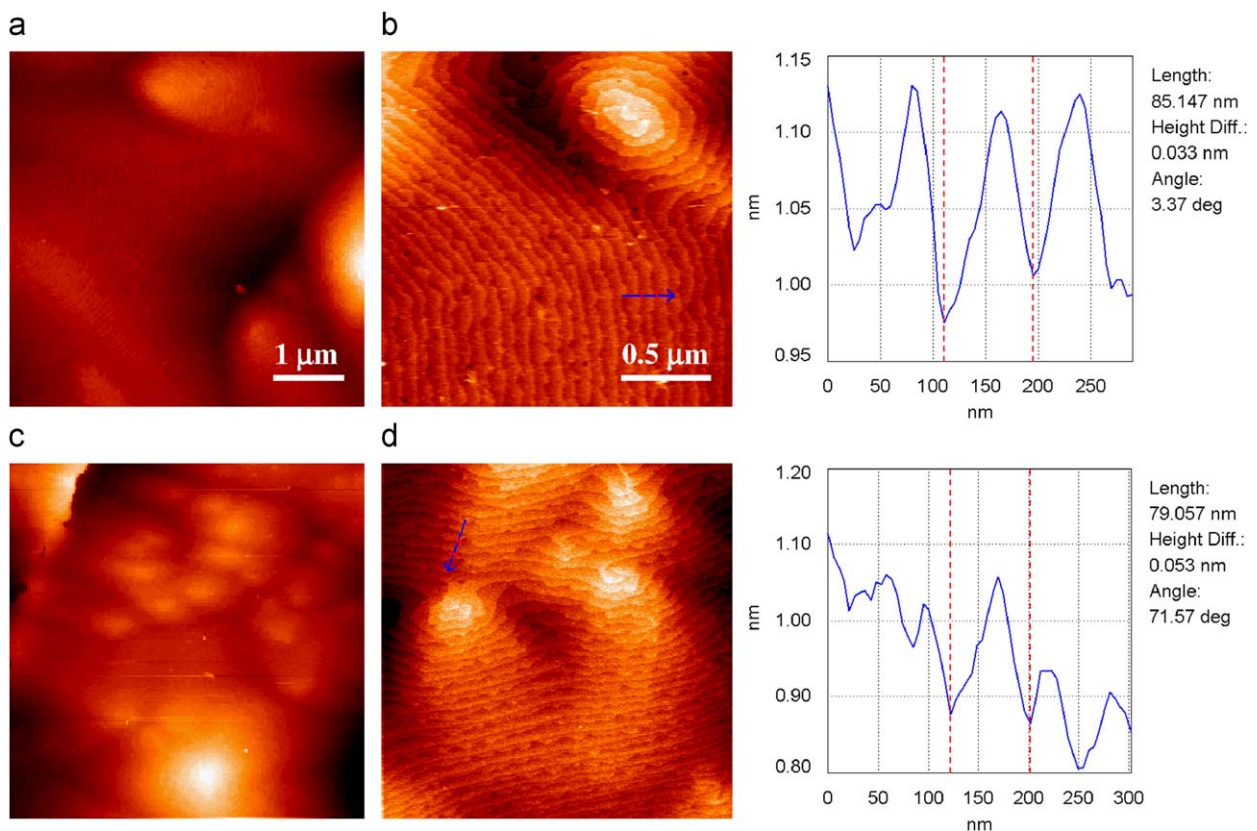 a
b
1 μm
0.5 μm
1.15
1.10
1.05
1.00
0.95
nm
0 50 100 150 200 250
nm
Length:
85.147 nm
Height Diff.:
0.033 nm
Angle:
3.37 deg
c
d
1.20
1.10
1.00
0.90
0.80
nm
0 50 100 150 200 250 300
nm
Length:
79.057 nm
Height Diff.:
0.053 nm
Angle:
71.57 deg